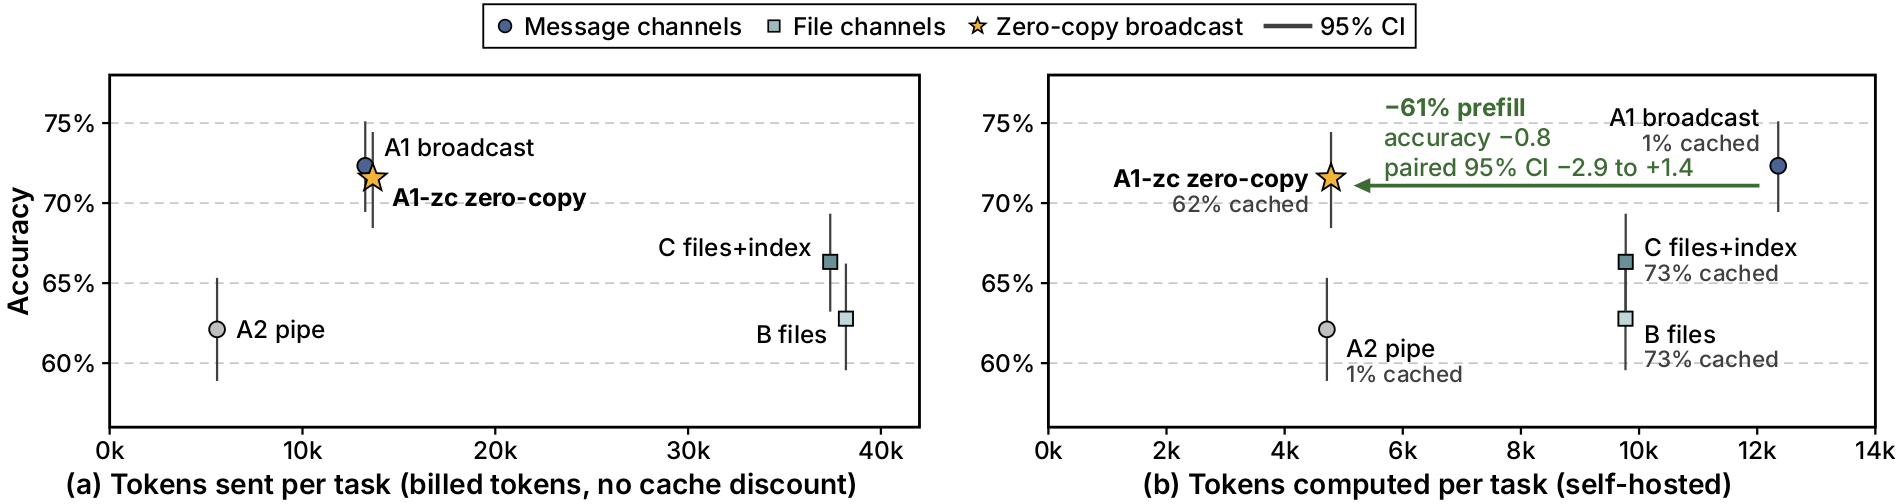 Message channels File channels Zero-copy broadcast 95% CI
Accuracy
75%
70%
65%
60%
A1 broadcast
A1-zc zero-copy
C files+index
B files
A2 pipe
0k 10k 20k 30k 40k
(a) Tokens sent per task (billed tokens, no cache discount)
75%
70%
65%
60%
−61% prefill
accuracy −0.8
paired 95% CI −2.9 to +1.4
A1 broadcast
1% cached
A1-zc zero-copy
62% cached
C files+index
73% cached
B files
73% cached
A2 pipe
1% cached
0k 2k 4k 6k 8k 10k 12k 14k
(b) Tokens computed per task (self-hosted)